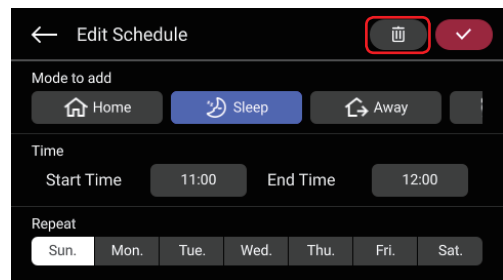 Edit Schedule
Mode to add
Home Sleep Away
Time
Start Time 11:00 End Time 12:00
Repeat
Sun. Mon. Tue. Wed. Thu. Fri. Sat.